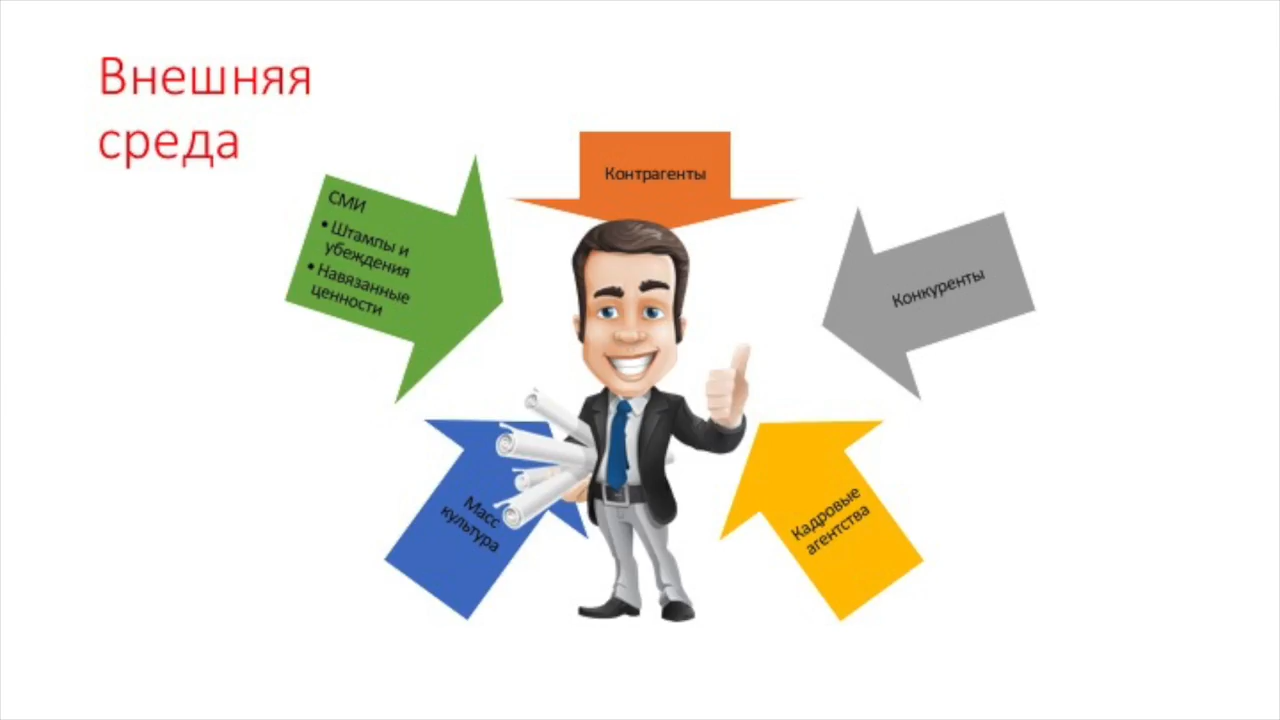 Внешняя
среда
Контрагенты
СМИ
• Штампы и
убеждения
• Навязанные
ценности
Конкуренты
Масс
культура
Кадровые
агентства